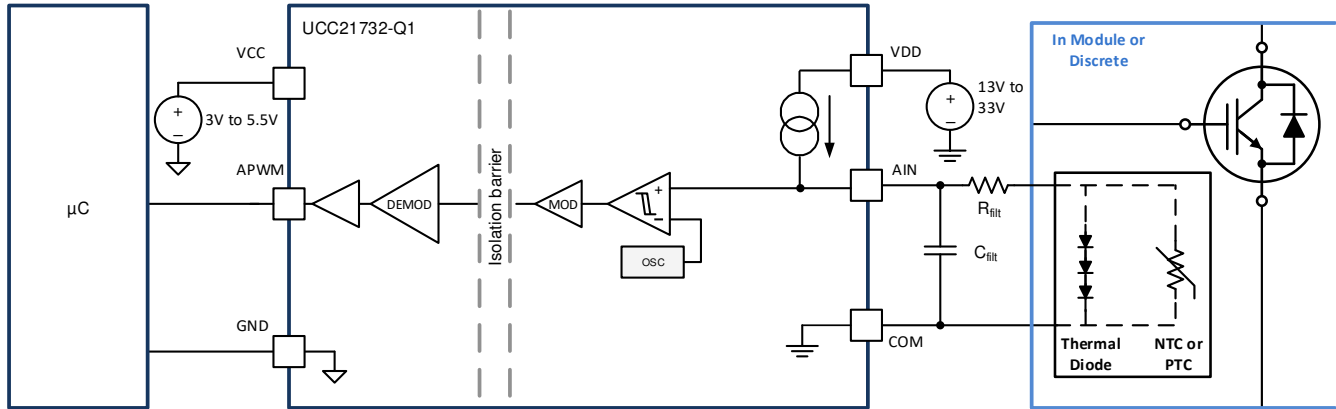 UCC21732-Q1
In Module or
Discrete
VCC
VDD
+
3V to 5.5V
–
+
13V to
33V
–
APWM
AIN
µC
DEMOD
Isolation barrier
MOD
+
–
Rfilt
OSC
Cfilt
GND
COM
Thermal
Diode
NTC or
PTC